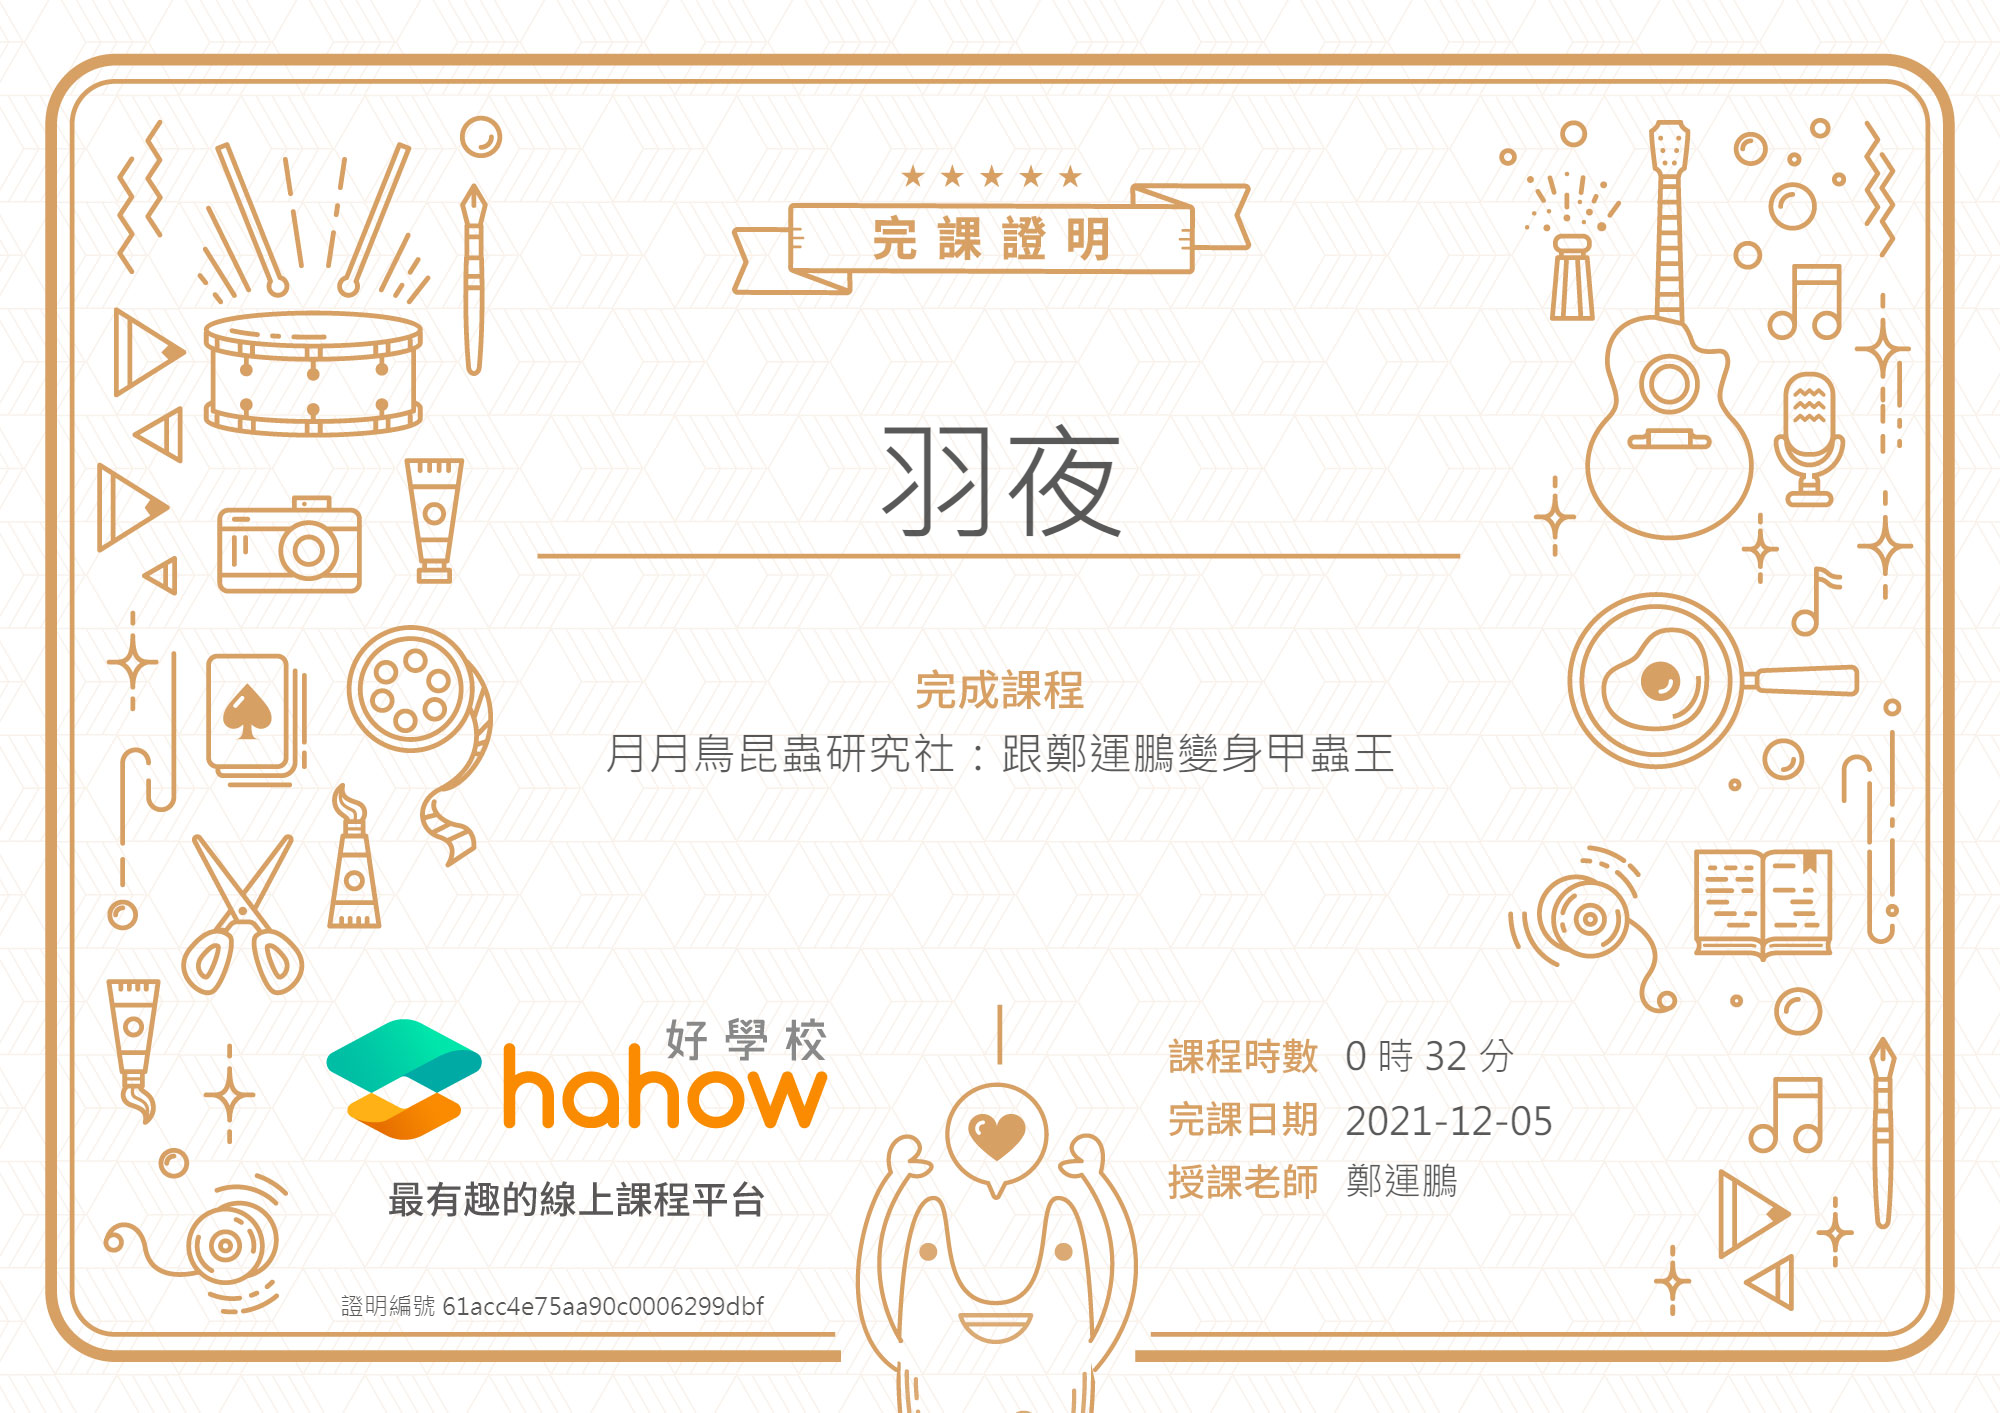 完課證明
羽夜
完成課程
月月鳥昆蟲研究社：跟鄭運鵬變身甲蟲王
好學校
hahow
最有趣的線上課程平台
證明編號 61acc4e75aa90c0006299dbf
課程時數 0 時 32 分
完課日期 2021-12-05
授課老師 鄭運鵬